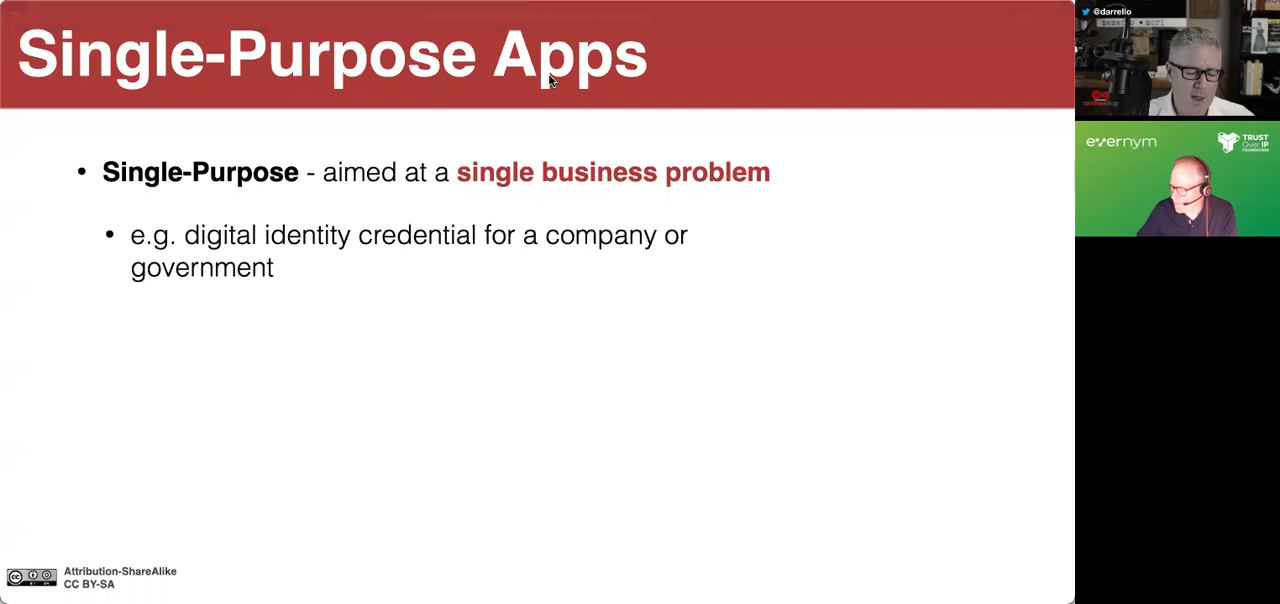 Single-Purpose Apps
• Single-Purpose - aimed at a single business problem
• e.g. digital identity credential for a company or
government
Attribution-ShareAlike
CC BY-SA
@darrello
evernym
TRUST
Over IP
FOUNDATION